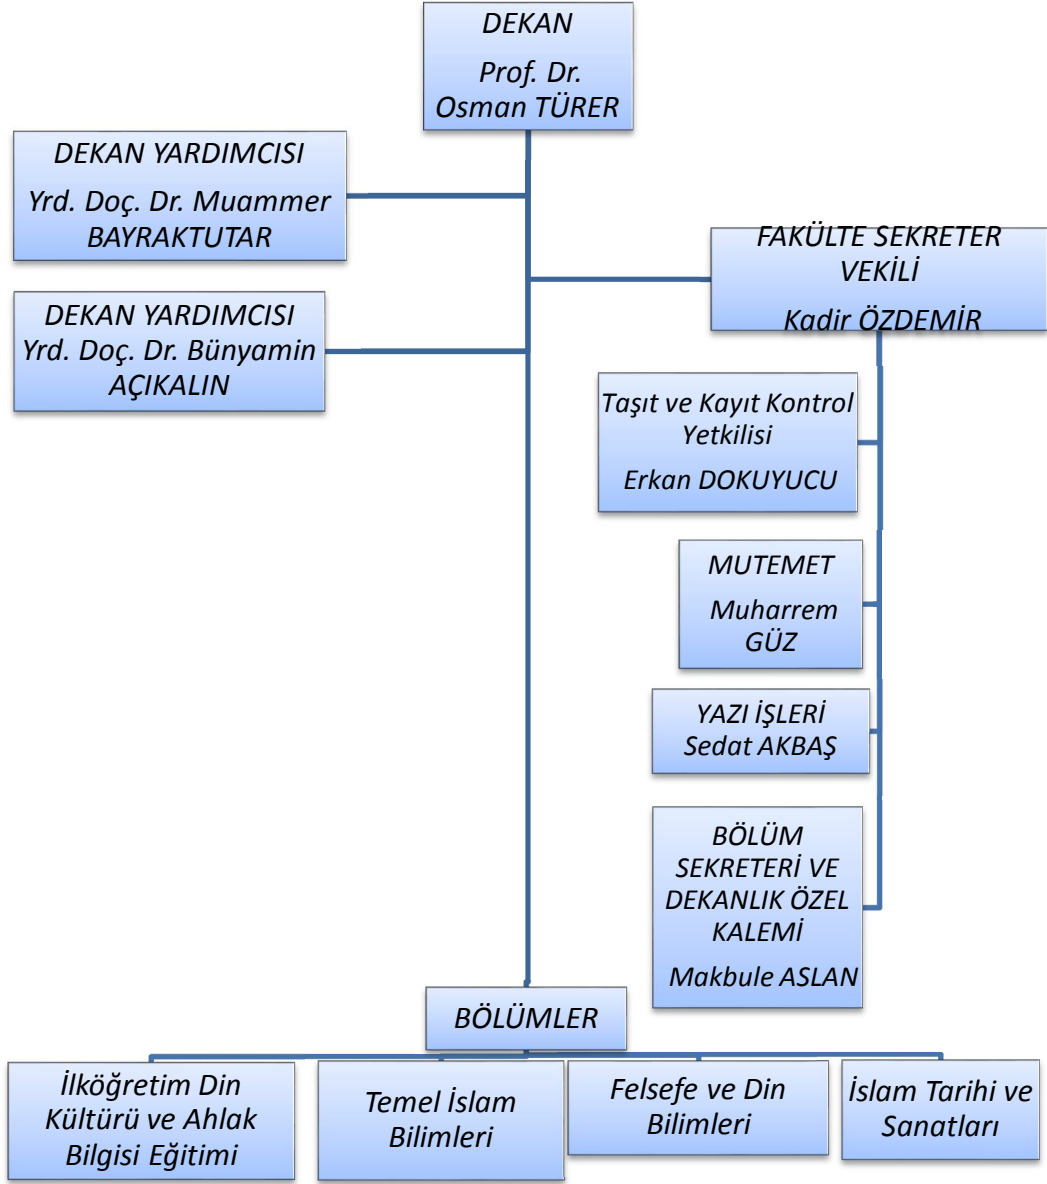 DEKAN
Prof. Dr.
Osman TÜRER
DEKAN YARDIMCISI
Yrd. Doç. Dr. Muammer
BAYRAKTUTAR
FAKÜLTE SEKRETER
VEKİLİ
Kadir ÖZDEMİR
DEKAN YARDIMCISI
Yrd. Doç. Dr. Bünyamin
AÇIKALIN
Taşıt ve Kayıt Kontrol
Yetkilisi
Erkan DOKUYUCU
MUTEMET
Muharrem
GÜZ
YAZI İŞLERİ
Sedat AKBAŞ
BÖLÜM
SEKRETERİ VE
DEKANLIK ÖZEL
KALEMİ
Makbule ASLAN
BÖLÜMLER
İlköğretim Din
Kültürü ve Ahlak
Bilgisi Eğitimi
Temel İslam
Bilimleri
Felsefe ve Din
Bilimleri
İslam Tarihi ve
Sanatları